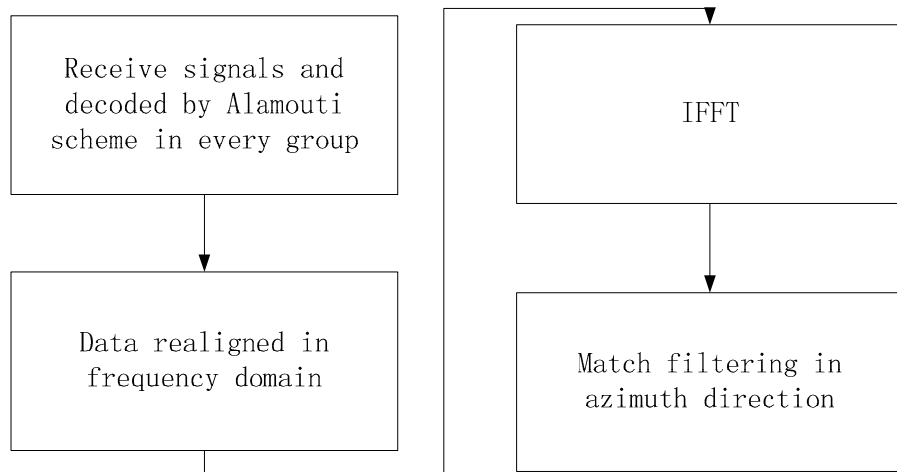 Receive signals and
decoded by Alamouti
scheme in every group
Data realigned in
frequency domain
IFFT
Match filtering in
azimuth direction